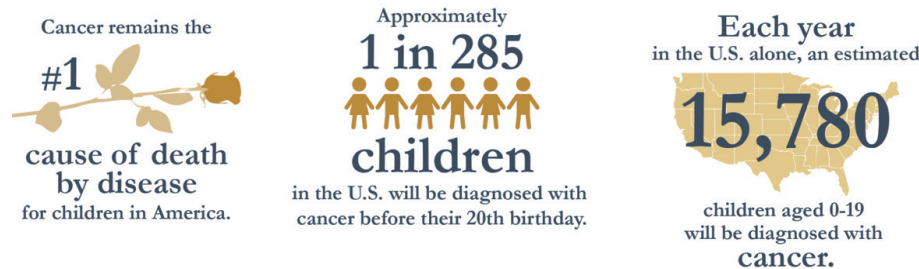 Cancer remains the
#1
cause of death
by disease
for children in America.
Approximately
1 in 285
children
in the U.S. will be diagnosed with
cancer before their 20th birthday.
Each year
in the U.S. alone, an estimated
15,780
children aged 0-19
will be diagnosed with
cancer.